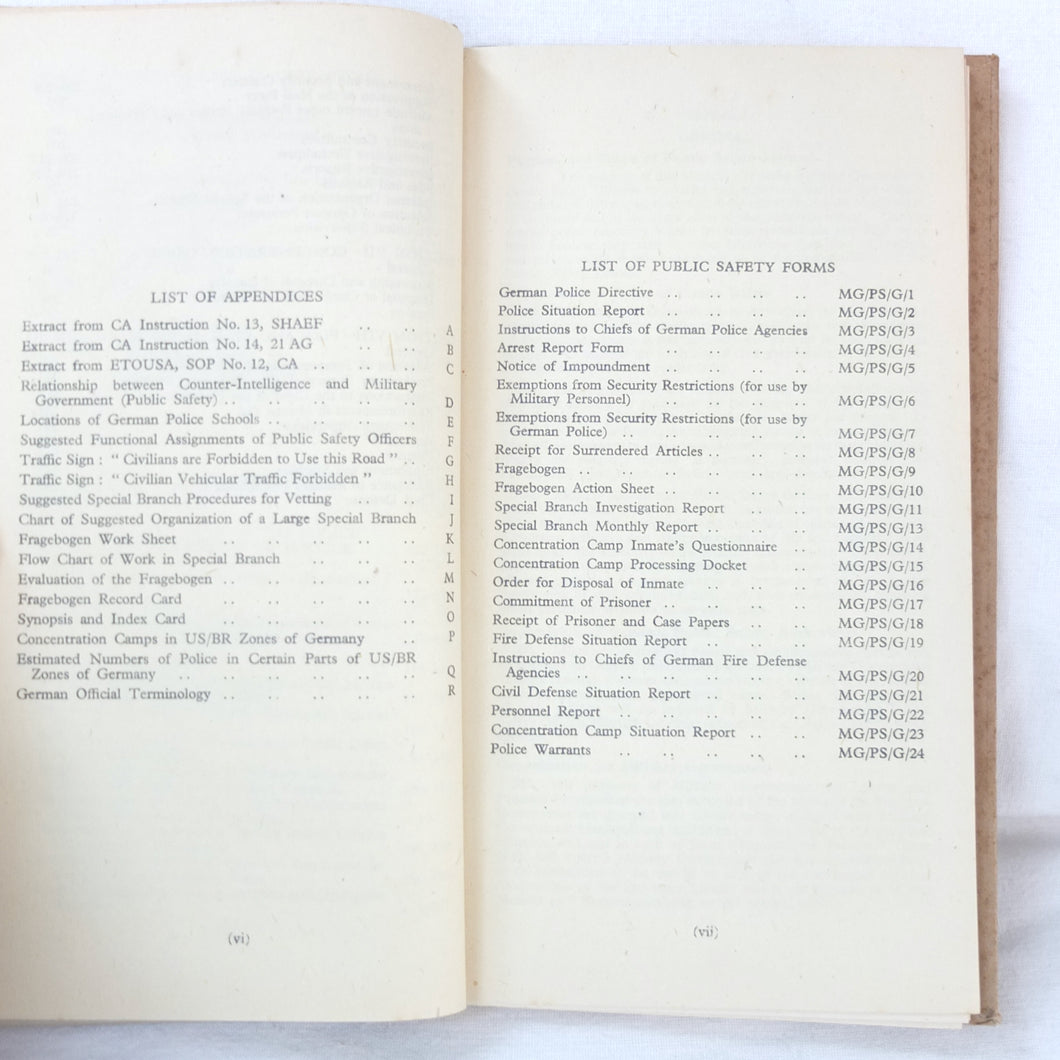 LIST OF APPENDICES
Extract from CA Instruction No. 13, SHAEF .. .. A
Extract from CA Instruction No. 14, 21 AG .. .. B
Extract from ETOUSA, SOP No. 12, CA .. .. .. C
Relationship between Counter-Intelligence and Military
Government (Public Safety) .. .. .. .. .. D
Locations of German Police Schools .. .. .. .. E
Suggested Functional Assignments of Public Safety Officers F
Traffic Sign : “ Civilians are Forbidden to Use this Road ” .. G
Traffic Sign : “ Civilian Vehicular Traffic Forbidden ” .. H
Suggested Special Branch Procedures for Vetting .. .. I
Chart of Suggested Organization of a Large Special Branch J
Fragebogen Work Sheet .. .. .. .. .. K
Flow Chart of Work in Special Branch .. .. .. L
Evaluation of the Fragebogen .. .. .. .. .. M
Fragebogen Record Card .. .. .. .. .. N
Synopsis and Index Card .. .. .. .. .. O
Concentration Camps in US/BR Zones of Germany .. P
Estimated Numbers of Police in Certain Parts of US/BR
Zones of Germany .. .. .. .. .. .. Q
German Official Terminology .. .. .. .. .. R
(vi)
LIST OF PUBLIC SAFETY FORMS
German Police Directive .. .. .. .. MG/PS/G/1
Police Situation Report .. .. .. .. MG/PS/G/2
Instructions to Chiefs of German Police Agencies MG/PS/G/3
Arrest Report Form .. .. .. .. MG/PS/G/4
Notice of Impoundment .. .. .. .. MG/PS/G/5
Exemptions from Security Restrictions (for use by
Military Personnel) .. .. .. .. MG/PS/G/6
Exemptions from Security Restrictions (for use by
German Police) .. .. .. .. .. MG/PS/G/7
Receipt for Surrendered Articles .. .. .. MG/PS/G/8
Fragebogen .. .. .. .. .. .. MG/PS/G/9
Fragebogen Action Sheet .. .. .. .. MG/PS/G/10
Special Branch Investigation Report .. .. MG/PS/G/11
Special Branch Monthly Report .. .. .. MG/PS/G/13
Concentration Camp Inmate's Questionnaire .. MG/PS/G/14
Concentration Camp Processing Docket .. MG/PS/G/15
Order for Disposal of Inmate .. .. .. MG/PS/G/16
Commitment of Prisoner .. .. .. .. MG/PS/G/17
Receipt of Prisoner and Case Papers .. .. MG/PS/G/18
Fire Defense Situation Report .. .. .. MG/PS/G/19
Instructions to Chiefs of German Fire Defense
Agencies .. .. .. .. .. .. MG/PS/G/20
Civil Defense Situation Report .. .. .. MG/PS/G/21
Personnel Report .. .. .. .. .. MG/PS/G/22
Concentration Camp Situation Report .. .. MG/PS/G/23
Police Warrants .. .. .. .. .. MG/PS/G/24
(vii)